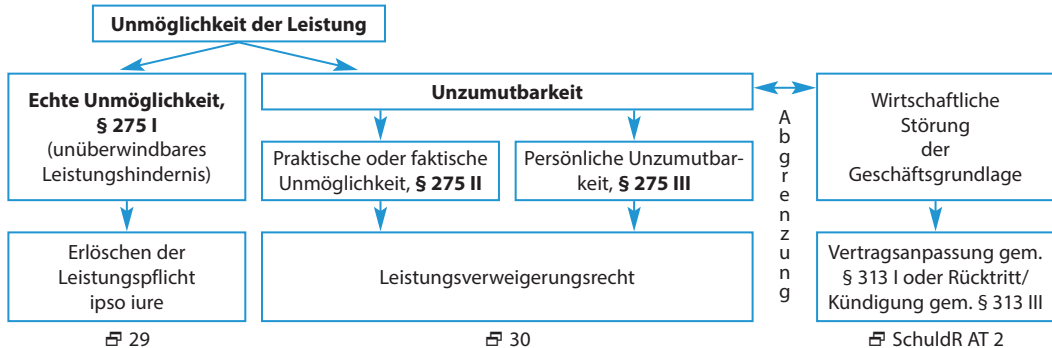 Unmöglichkeit der Leistung
Echte Unmöglichkeit,
§ 275 I
(unüberwindbares
Leistungshindernis)
Unzumutbarkeit
Praktische oder faktische
Unmöglichkeit, § 275 II
Persönliche Unzumutbar-
keit, § 275 III
Abgrenzung
Wirtschaftliche
Störung
der
Geschäftsgrundlage
Erlöschen der
Leistungspflicht
ipso iure
Leistungsverweigerungsrecht
Vertragsanpassung gem.
§ 313 I oder Rücktritt/
Kündigung gem. § 313 III
29
30
SchuldR AT 2